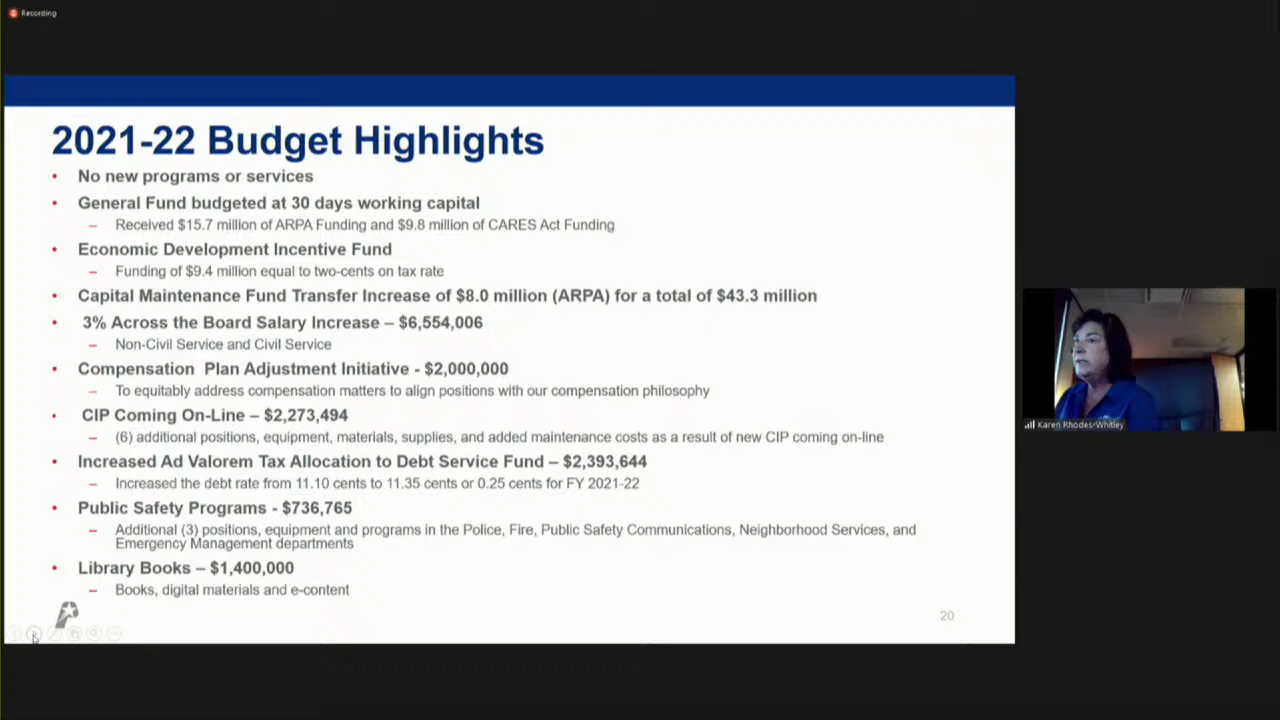 Recording
2021-22 Budget Highlights
• No new programs or services
• General Fund budgeted at 30 days working capital
– Received $15.7 million of ARPA Funding and $9.8 million of CARES Act Funding
• Economic Development Incentive Fund
– Funding of $9.4 million equal to two-cents on tax rate
• Capital Maintenance Fund Transfer Increase of $8.0 million (ARPA) for a total of $43.3 million
• 3% Across the Board Salary Increase – $6,554,006
– Non-Civil Service and Civil Service
• Compensation Plan Adjustment Initiative - $2,000,000
– To equitably address compensation matters to align positions with our compensation philosophy
• CIP Coming On-Line – $2,273,494
– (6) additional positions, equipment, materials, supplies, and added maintenance costs as a result of new CIP coming on-line
• Increased Ad Valorem Tax Allocation to Debt Service Fund – $2,393,644
– Increased the debt rate from 11.10 cents to 11.35 cents or 0.25 cents for FY 2021-22
• Public Safety Programs - $736,765
– Additional (3) positions, equipment and programs in the Police, Fire, Public Safety Communications, Neighborhood Services, and
Emergency Management departments
• Library Books – $1,400,000
– Books, digital materials and e-content
20
Karen Rhodes-Whitley